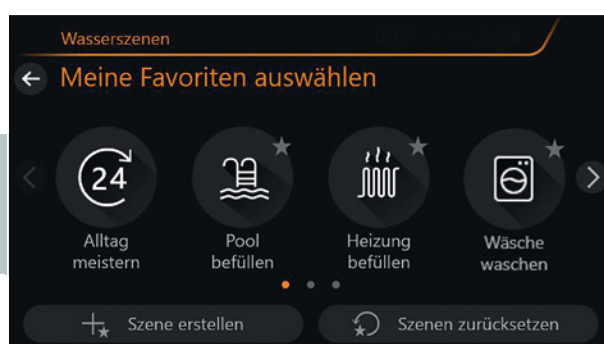 Wasserszenen
Meine Favoriten auswählen
24
Alltag meistern
Pool befüllen
Heizung befüllen
Wäsche waschen
Szene erstellen
Szenen zurücksetzen